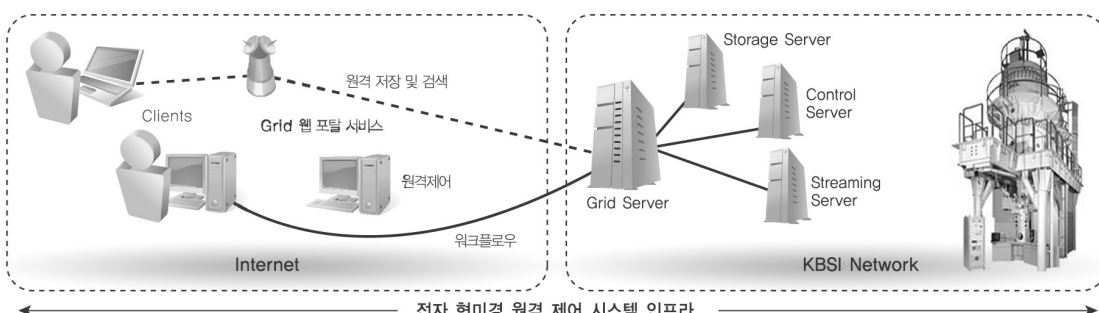 Clients
Grid 웹 포탈 서비스
원격 저장 및 검색
원격제어
워크플로우
Internet
Storage Server
Control
Server
Streaming
Server
Grid Server
KBSI Network
전자 현미경 원격 제어 시스템 인프라